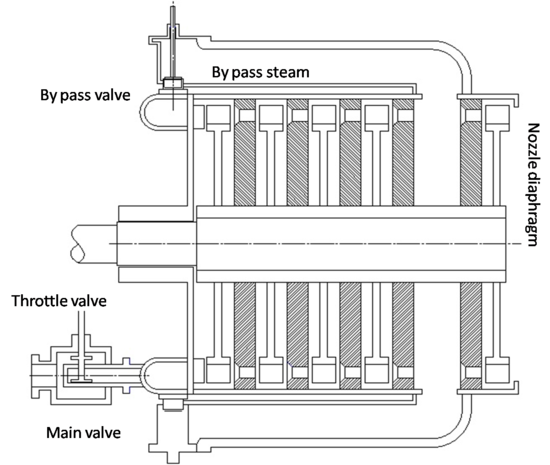 By pass steam
By pass valve
Nozzle diaphragm
Throttle valve
Main valve